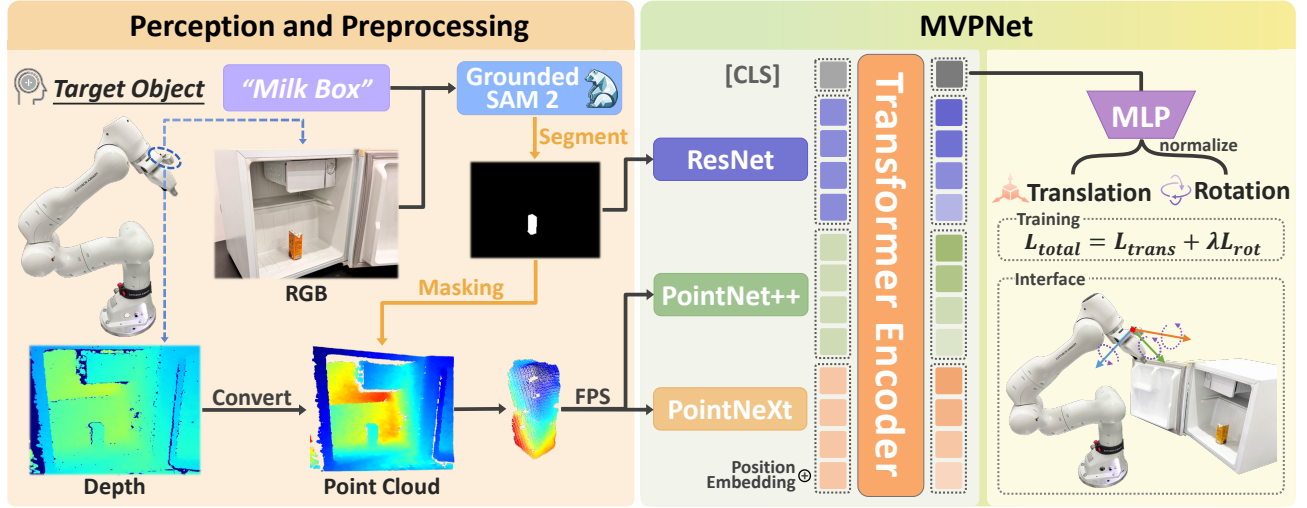 Perception and Preprocessing
Target Object
"Milk Box"
Grounded
SAM 2
Segment
RGB
Masking
Depth
Convert
Point Cloud
FPS
MVPNet
[CLS]
ResNet
PointNet++
PointNeXt
Position
Embedding
Transformer Encoder
MLP
normalize
Translation
Rotation
Training
L_total = L_trans + λL_rot
Interface